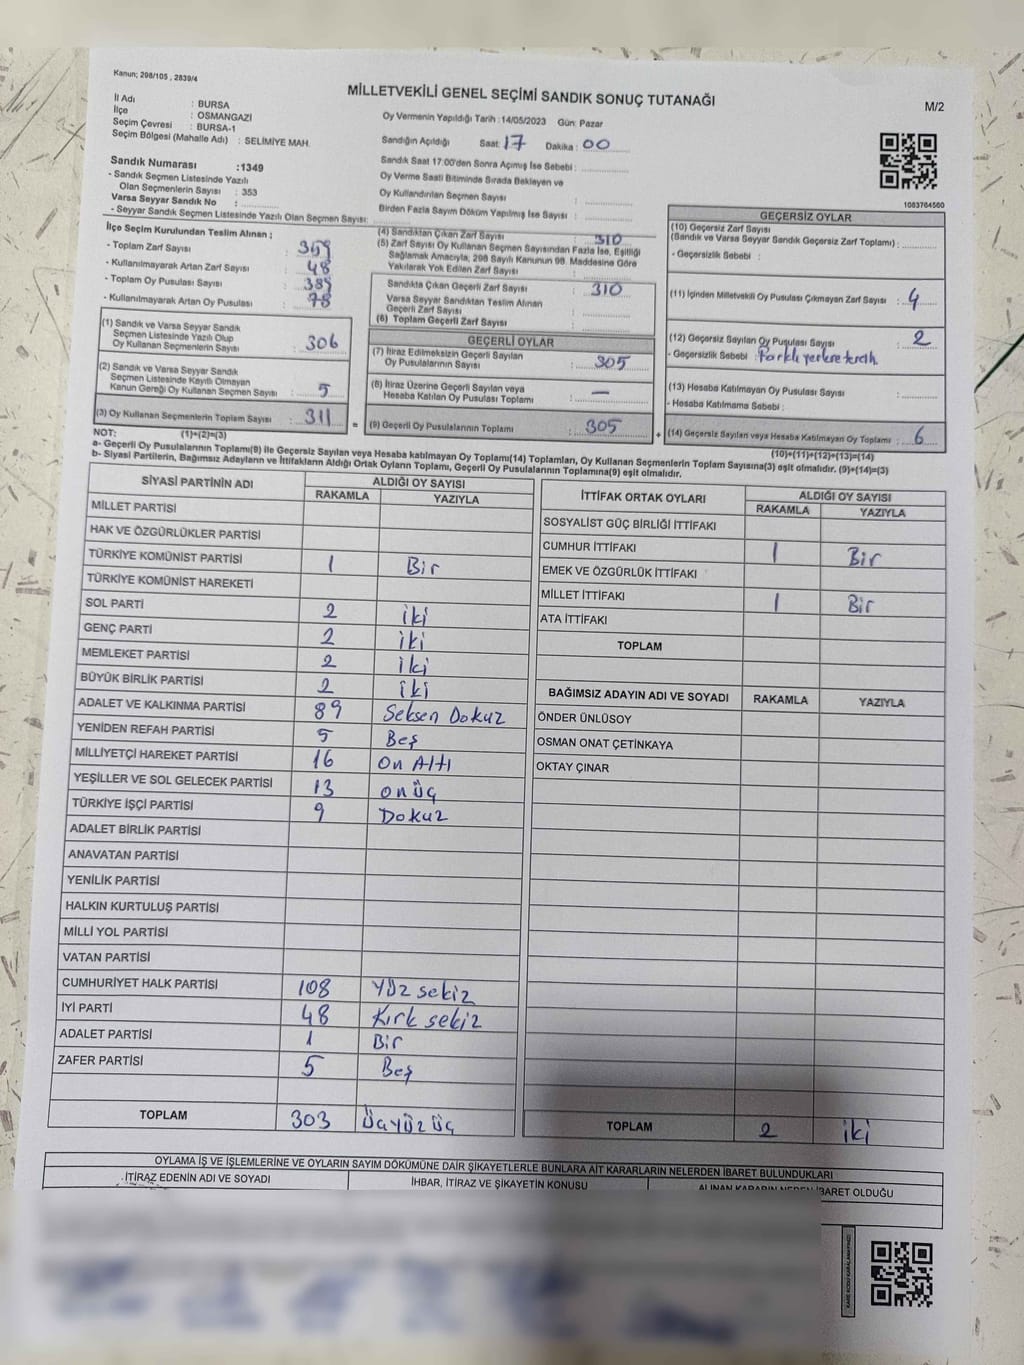 Kanun; 298/105 , 2839/4
MİLLETVEKİLİ GENEL SEÇİMİ SANDIK SONUÇ TUTANAĞI
M/2
İl Adı : BURSA
İlçe : OSMANGAZİ
Seçim Çevresi : BURSA-1
Seçim Bölgesi (Mahalle Adı) : SELİMİYE MAH.
Oy Vermenin Yapıldığı Tarih : 14/05/2023 Gün: Pazar
Sandığın Açıldığı Saat: 17 Dakika : 00
Sandık Saat 17:00'den Sonra Açımış İse Sebebi :
Oy Verme Saati Bitiminde Sırada Bekleyen ve
Oy Kullandırılan Seçmen Sayısı :
Birden Fazla Sayım Döküm Yapılmış İse Sayısı :
Sandık Numarası :1349
- Sandık Seçmen Listesinde Yazılı
Olan Seçmenlerin Sayısı : 353
Varsa Seyyar Sandık No :
- Seyyar Sandık Seçmen Listesinde Yazılı Olan Seçmen Sayısı:
1083764560
İlçe Seçim Kurulundan Teslim Alınan ;
- Toplam Zarf Sayısı :
- Kullanılmayarak Artan Zarf Sayısı : 48
- Toplam Oy Pusulası Sayısı :
- Kullanılmayarak Artan Oy Pusulası : 78
(1) Sandık ve Varsa Seyyar Sandık
Seçmen Listesinde Yazılı Olup
Oy Kullanan Seçmenlerin Sayısı : 306
(2) Sandık ve Varsa Seyyar Sandık
Seçmen Listesinde Kayıtlı Olmayan
Kanun Gereği Oy Kullanan Seçmen Sayısı : 5
(3) Oy Kullanan Seçmenlerin Toplam Sayısı : 311
(4) Sandıktan Çıkan Zarf Sayısı : 310
(5) Zarf Sayısı Oy Kullanan Seçmen Sayısından Fazla İse, Eşitliği
Sağlamak Amacıyla; 298 Sayılı Kanunun 98. Maddesine Göre
Yakılarak Yok Edilen Zarf Sayısı :
Sandıkta Çıkan Geçerli Zarf Sayısı : 310
Varsa Seyyar Sandıktan Teslim Alınan
Geçerli Zarf Sayısı :
(6) Toplam Geçerli Zarf Sayısı :
GEÇERLİ OYLAR
(7) İtiraz Edilmeksizin Geçerli Sayılan
Oy Pusulalarının Sayısı : 305
(8) İtiraz Üzerine Geçerli Sayılan veya
Hesaba Katılan Oy Pusulası Toplamı : —
(9) Geçerli Oy Pusulalarının Toplamı : 305
GEÇERSİZ OYLAR
(10) Geçersiz Zarf Sayısı
(Sandık ve Varsa Seyyar Sandık Geçersiz Zarf Toplamı) :
- Geçersizlik Sebebi :
(11) İçinden Milletvekili Oy Pusulası Çıkmayan Zarf Sayısı : 4
(12) Geçersiz Sayılan Oy Pusulası Sayısı : 2
- Geçersizlik Sebebi : Farklı yerlere tercih
(13) Hesaba Katılmayan Oy Pusulası Sayısı :
- Hesaba Katılmama Sebebi :
(14) Geçersiz Sayılan veya Hesaba Katılmayan Oy Toplamı : 6
NOT: (1)+(2)=(3)
(10)+(11)+(12)+(13)=(14)
a- Geçerli Oy Pusulalarının Toplamı(9) ile Geçersiz Sayılan veya Hesaba katılmayan Oy Toplamı(14) Toplamları, Oy Kullanan Seçmenlerin Toplam Sayısına(3) eşit olmalıdır. (9)+(14)=(3)
b- Siyasi Partilerin, Bağımsız Adayların ve İttifakların Aldığı Ortak Oyların Toplamı, Geçerli Oy Pusulalarının Toplamına(9) eşit olmalıdır.
SİYASİ PARTİNİN ADI ALDIĞI OY SAYISI
RAKAMLA YAZIYLA
MİLLET PARTİSİ
HAK VE ÖZGÜRLÜKLER PARTİSİ
TÜRKİYE KOMÜNİST PARTİSİ 1 Bir
TÜRKİYE KOMÜNİST HAREKETİ
SOL PARTİ 2 iki
GENÇ PARTİ 2 iki
MEMLEKET PARTİSİ 2 iki
BÜYÜK BİRLİK PARTİSİ 2 iki
ADALET VE KALKINMA PARTİSİ 89 Seksen Dokuz
YENİDEN REFAH PARTİSİ 5 Beş
MİLLİYETÇİ HAREKET PARTİSİ 16 On Altı
YEŞİLLER VE SOL GELECEK PARTİSİ 13 onüç
TÜRKİYE İŞÇİ PARTİSİ 9 Dokuz
ADALET BİRLİK PARTİSİ
ANAVATAN PARTİSİ
YENİLİK PARTİSİ
HALKIN KURTULUŞ PARTİSİ
MİLLİ YOL PARTİSİ
VATAN PARTİSİ
CUMHURİYET HALK PARTİSİ 108 Yüz sekiz
İYİ PARTİ 48 Kırk sekiz
ADALET PARTİSİ 1 Bir
ZAFER PARTİSİ 5 Beş
TOPLAM 303 Üçyüz üç
İTTİFAK ORTAK OYLARI ALDIĞI OY SAYISI
RAKAMLA YAZIYLA
SOSYALİST GÜÇ BİRLİĞİ İTTİFAKI
CUMHUR İTTİFAKI 1 Bir
EMEK VE ÖZGÜRLÜK İTTİFAKI
MİLLET İTTİFAKI 1 Bir
ATA İTTİFAKI
TOPLAM
BAĞIMSIZ ADAYIN ADI VE SOYADI RAKAMLA YAZIYLA
ÖNDER ÜNLÜSOY
OSMAN ONAT ÇETİNKAYA
OKTAY ÇINAR
TOPLAM 2 iki
OYLAMA İŞ VE İŞLEMLERİNE VE OYLARIN SAYIM DÖKÜMÜNE DAİR ŞİKAYETLERLE BUNLARA AİT KARARLARIN NELERDEN İBARET BULUNDUKLARI
İTİRAZ EDENİN ADI VE SOYADI İHBAR, İTİRAZ VE ŞİKAYETİN KONUSU ALINAN KARARIN NEDEN İBARET OLDUĞU